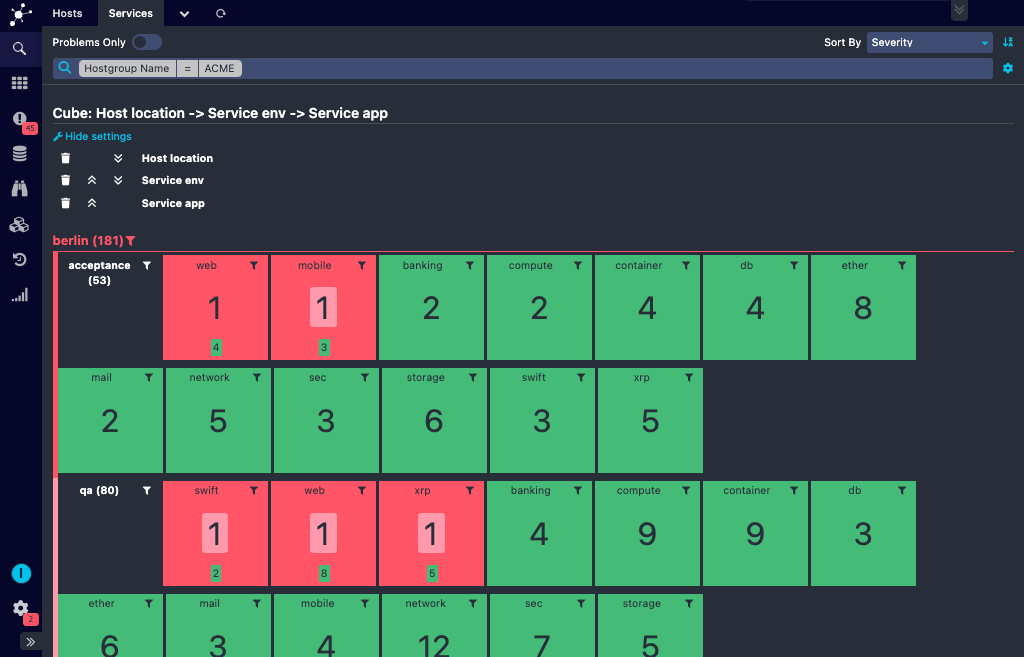 Hosts Services
Problems Only Sort By Severity
Hostgroup Name = ACME
45
Cube: Host location -> Service env -> Service app
Hide settings
Host location
Service env
Service app
berlin (181)
acceptance web mobile banking compute container db ether
(53)
1 1 2 2 4 4 8
4 3
mail network sec storage swift xrp
2 5 3 6 3 5
qa (80) swift web xrp banking compute container db
1 1 1 4 9 9 3
2 8 5
I
ether mail mobile network sec storage
2
6 3 4 12 7 5